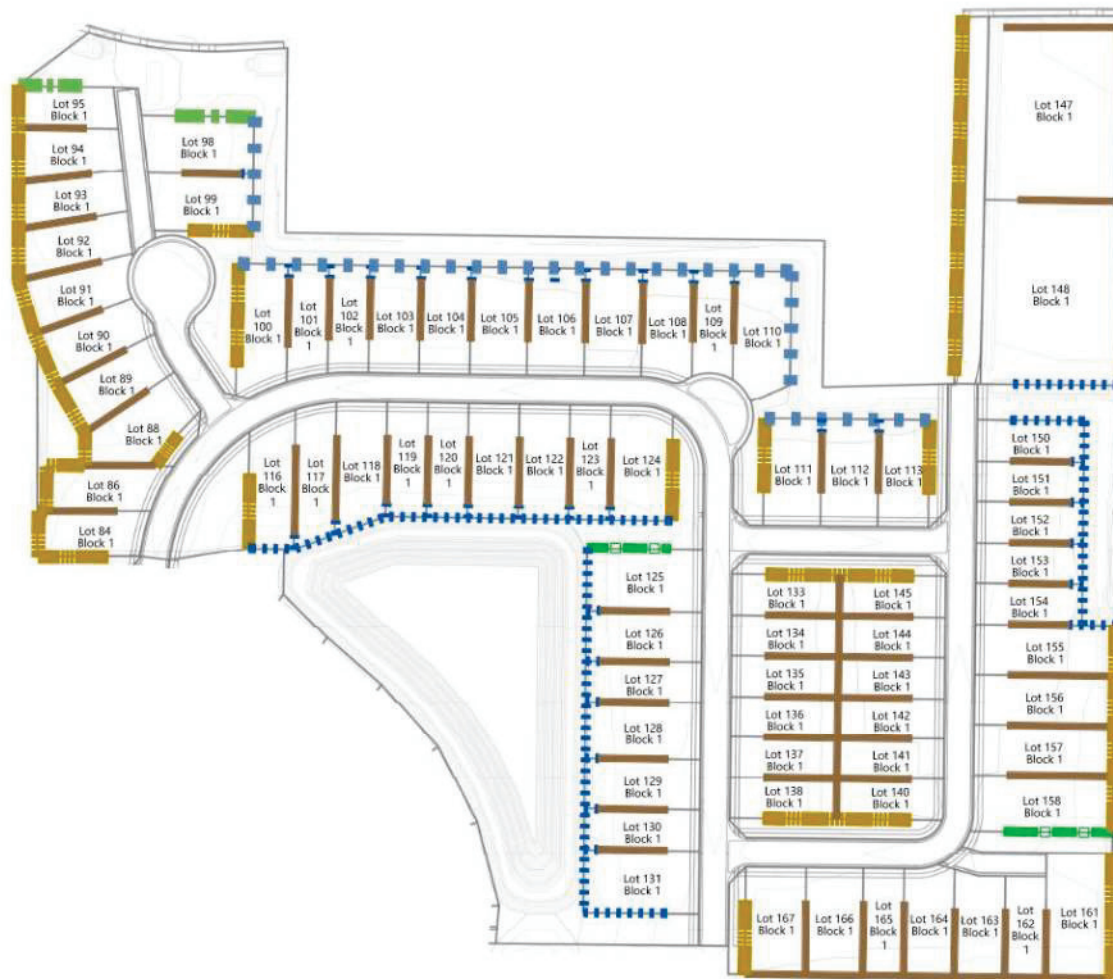 Lot 95
Block 1
Lot 94
Block 1
Lot 93
Block 1
Lot 92
Block 1
Lot 91
Block 1
Lot 90
Block 1
Lot 89
Block 1
Lot 88
Block 1
Lot 86
Block 1
Lot 84
Block 1
Lot 98
Block 1
Lot 99
Block 1
Lot
100
Block 1
Lot
101
Block
1
Lot
102
Block
1
Lot 103
Block 1
Lot 104
Block 1
Lot 105
Block 1
Lot 106
Block 1
Lot 107
Block 1
Lot 108
Block 1
Lot
109
Block
1
Lot 110
Block 1
Lot 111
Block 1
Lot 112
Block 1
Lot 113
Block 1
Lot
116
Block
1
Lot
117
Block
1
Lot 118
Block 1
Lot
119
Block
1
Lot
120
Block
1
Lot 121
Block 1
Lot 122
Block 1
Lot
123
Block
1
Lot 124
Block 1
Lot 125
Block 1
Lot 126
Block 1
Lot 127
Block 1
Lot 128
Block 1
Lot 129
Block 1
Lot 130
Block 1
Lot 131
Block 1
Lot 133
Block 1
Lot 134
Block 1
Lot 135
Block 1
Lot 136
Block 1
Lot 137
Block 1
Lot 138
Block 1
Lot 145
Block 1
Lot 144
Block 1
Lot 143
Block 1
Lot 142
Block 1
Lot 141
Block 1
Lot 140
Block 1
Lot 147
Block 1
Lot 148
Block 1
Lot 150
Block 1
Lot 151
Block 1
Lot 152
Block 1
Lot 153
Block 1
Lot 154
Block 1
Lot 155
Block 1
Lot 156
Block 1
Lot 157
Block 1
Lot 158
Block 1
Lot 167
Block 1
Lot 166
Block 1
Lot
165
Block
1
Lot 164
Block 1
Lot 163
Block 1
Lot
162
Block
1
Lot 161
Block 1